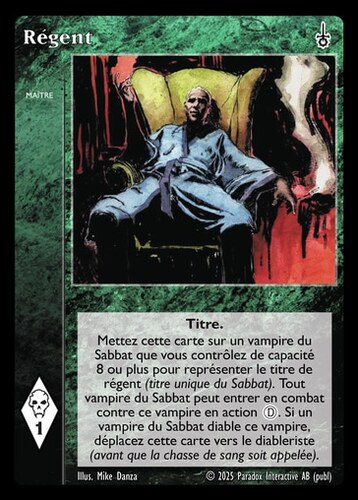 Régent
MAÎTRE
Titre.
Mettez cette carte sur un vampire du
Sabbat que vous contrôlez de capacité
8 ou plus pour représenter le titre de
régent (titre unique du Sabbat). Tout
vampire du Sabbat peut entrer en combat
contre ce vampire en action Ⓓ. Si un
vampire du Sabbat diable ce vampire,
déplacez cette carte vers le diableriste
(avant que la chasse de sang soit appelée).
1
Illus. Mike Danza
© 2025 Paradox Interactive AB (publ)